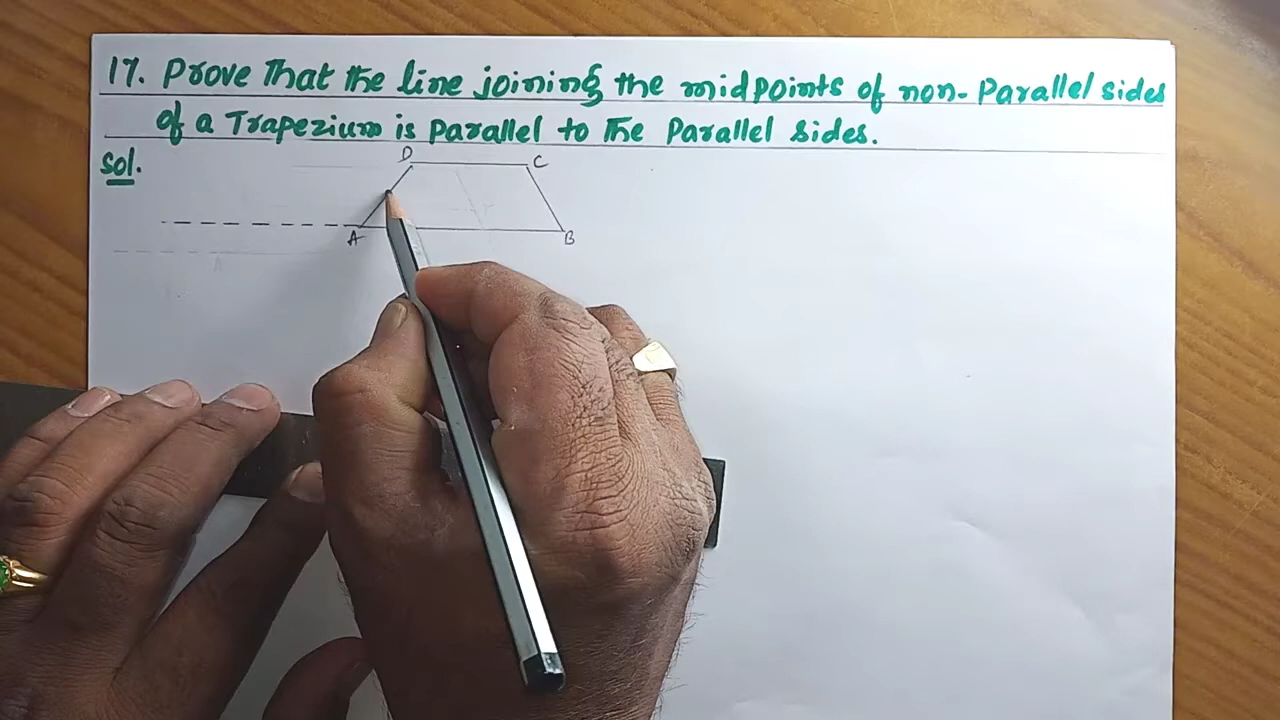 17. Prove That the line joining the midpoints of non-Parallel sides
of a Trapezium is parallel to The Parallel sides.
Sol.
D C
A B